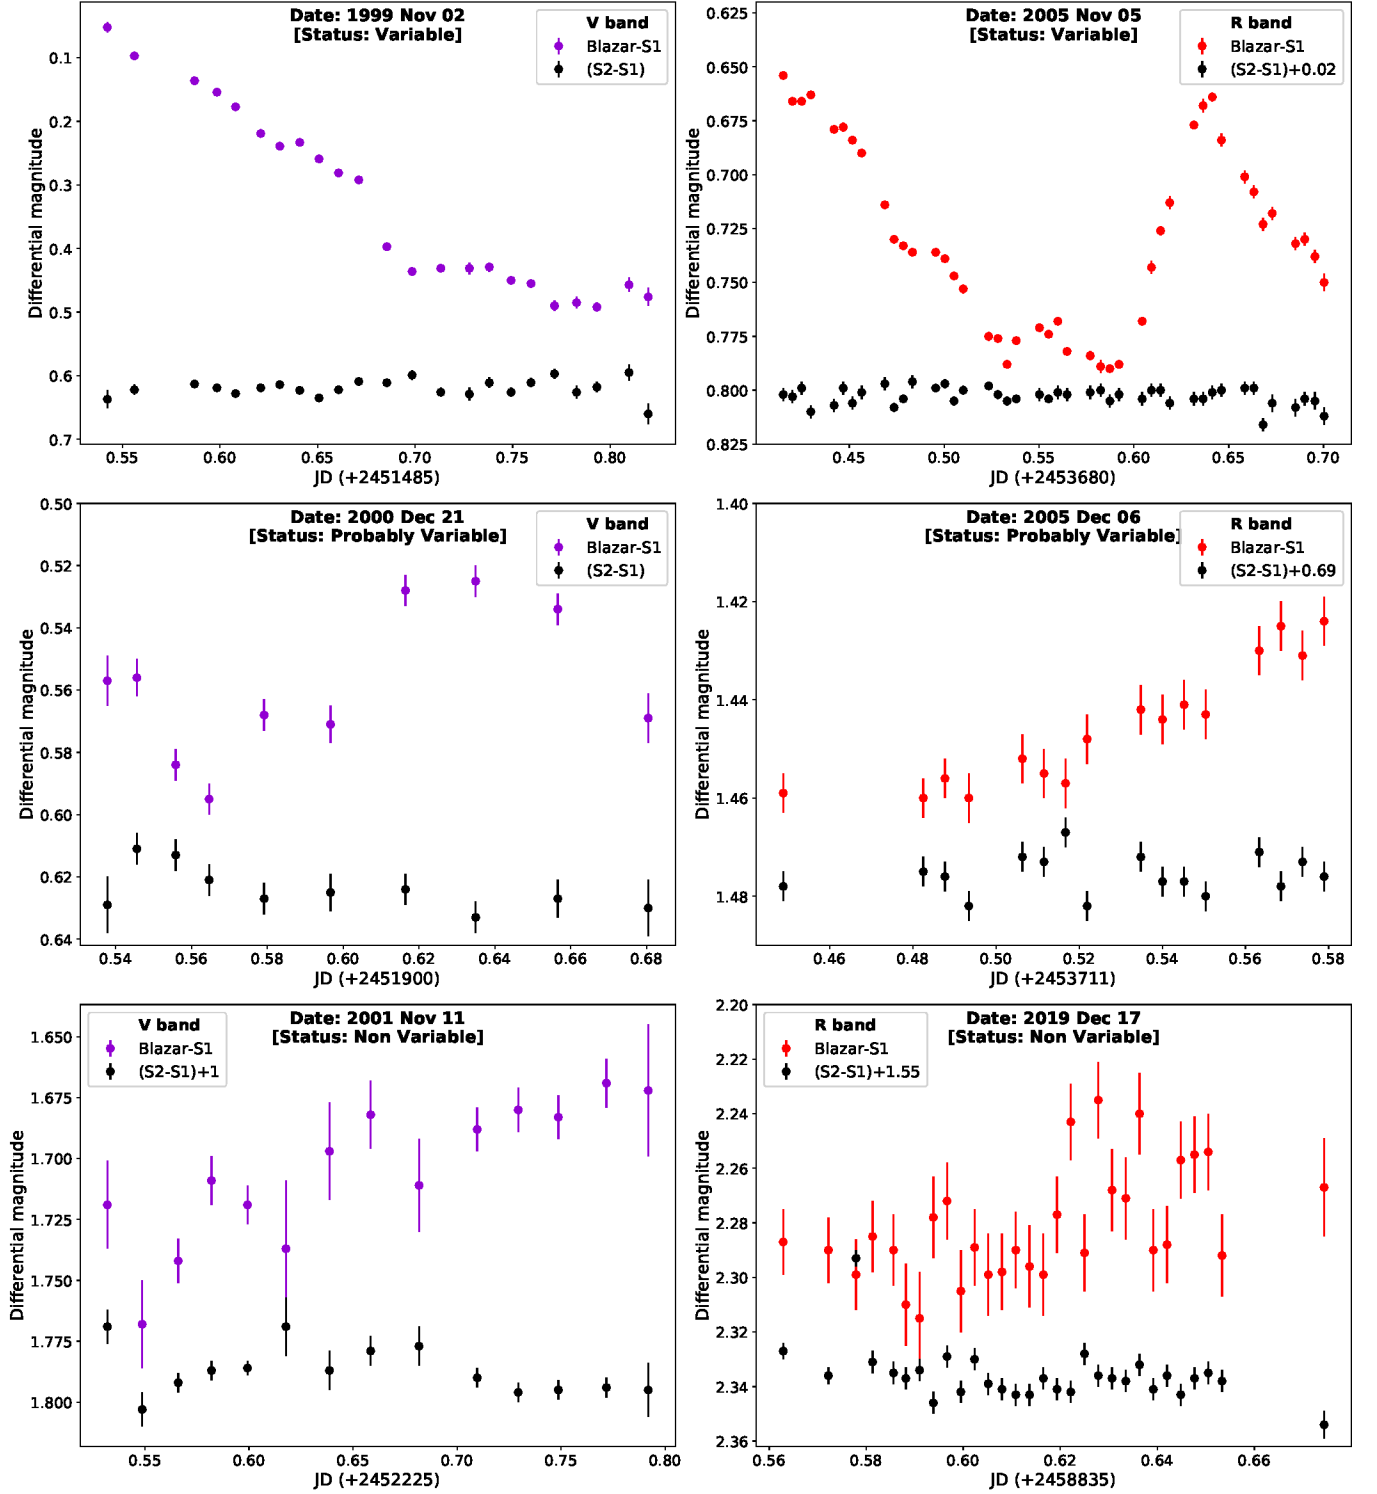 Date: 1999 Nov 02
[Status: Variable]
V band
Blazar-S1
(S2-S1)
Differential magnitude
0.1
0.2
0.3
0.4
0.5
0.6
0.7
0.55
0.60
0.65
0.70
0.75
0.80
JD (+2451485)
Date: 2005 Nov 05
[Status: Variable]
R band
Blazar-S1
(S2-S1)+0.02
Differential magnitude
0.625
0.650
0.675
0.700
0.725
0.750
0.775
0.800
0.825
0.45
0.50
0.55
0.60
0.65
0.70
JD (+2453680)
Date: 2000 Dec 21
[Status: Probably Variable]
V band
Blazar-S1
(S2-S1)
Differential magnitude
0.50
0.52
0.54
0.56
0.58
0.60
0.62
0.64
0.54
0.56
0.58
0.60
0.62
0.64
0.66
0.68
JD (+2451900)
Date: 2005 Dec 06
[Status: Probably Variable]
R band
Blazar-S1
(S2-S1)+0.69
Differential magnitude
1.40
1.42
1.44
1.46
1.48
0.46
0.48
0.50
0.52
0.54
0.56
0.58
JD (+2453711)
Date: 2001 Nov 11
[Status: Non Variable]
V band
Blazar-S1
(S2-S1)+1
Differential magnitude
1.650
1.675
1.700
1.725
1.750
1.775
1.800
0.55
0.60
0.65
0.70
0.75
0.80
JD (+2452225)
Date: 2019 Dec 17
[Status: Non Variable]
R band
Blazar-S1
(S2-S1)+1.55
Differential magnitude
2.20
2.22
2.24
2.26
2.28
2.30
2.32
2.34
2.36
0.56
0.58
0.60
0.62
0.64
0.66
JD (+2458835)